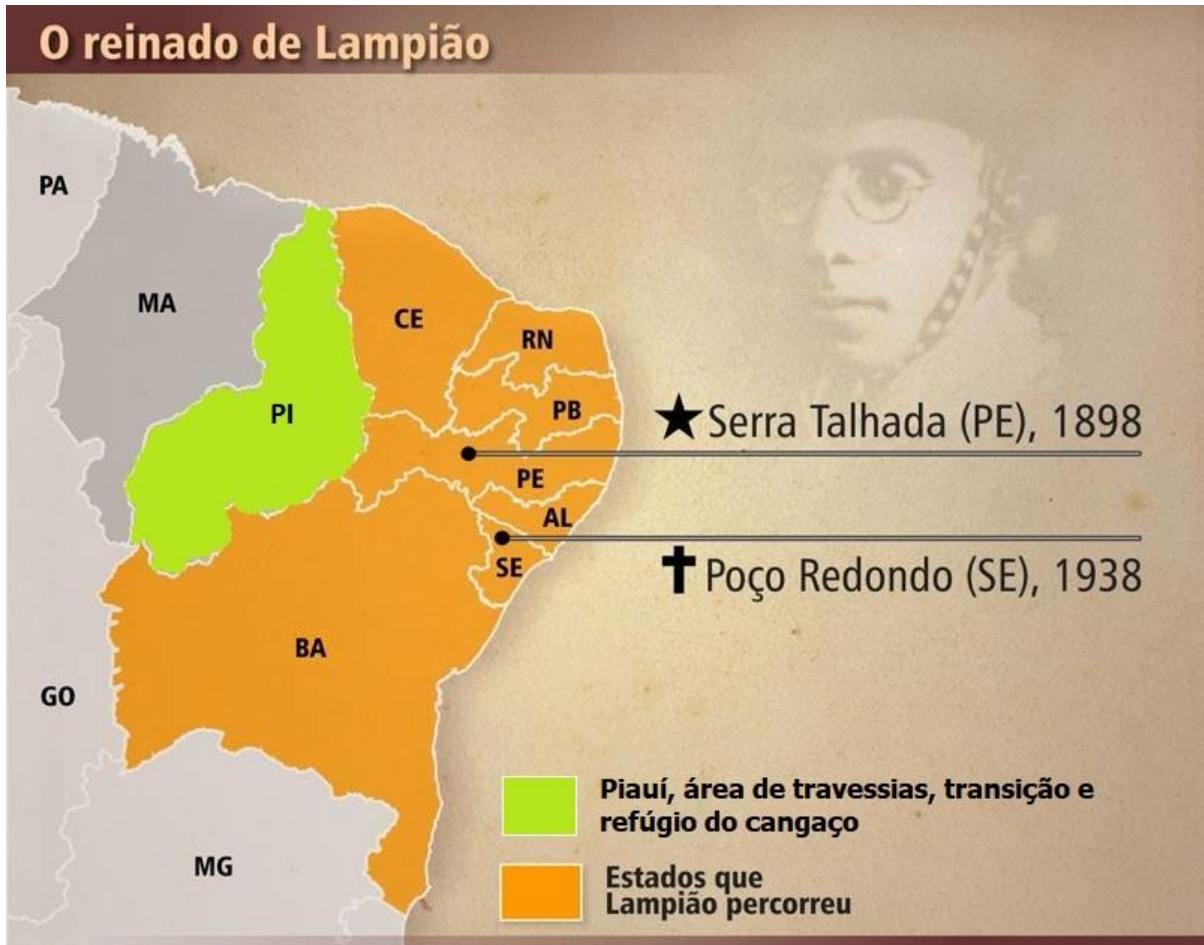 O reinado de Lampião
PA
MA
CE
RN
PI
PB
★ Serra Talhada (PE), 1898
PE
AL
SE
✝ Poço Redondo (SE), 1938
BA
GO
MG
Piauí, área de travessias, transição e
refúgio do cangaço
Estados que
Lampião percorreu